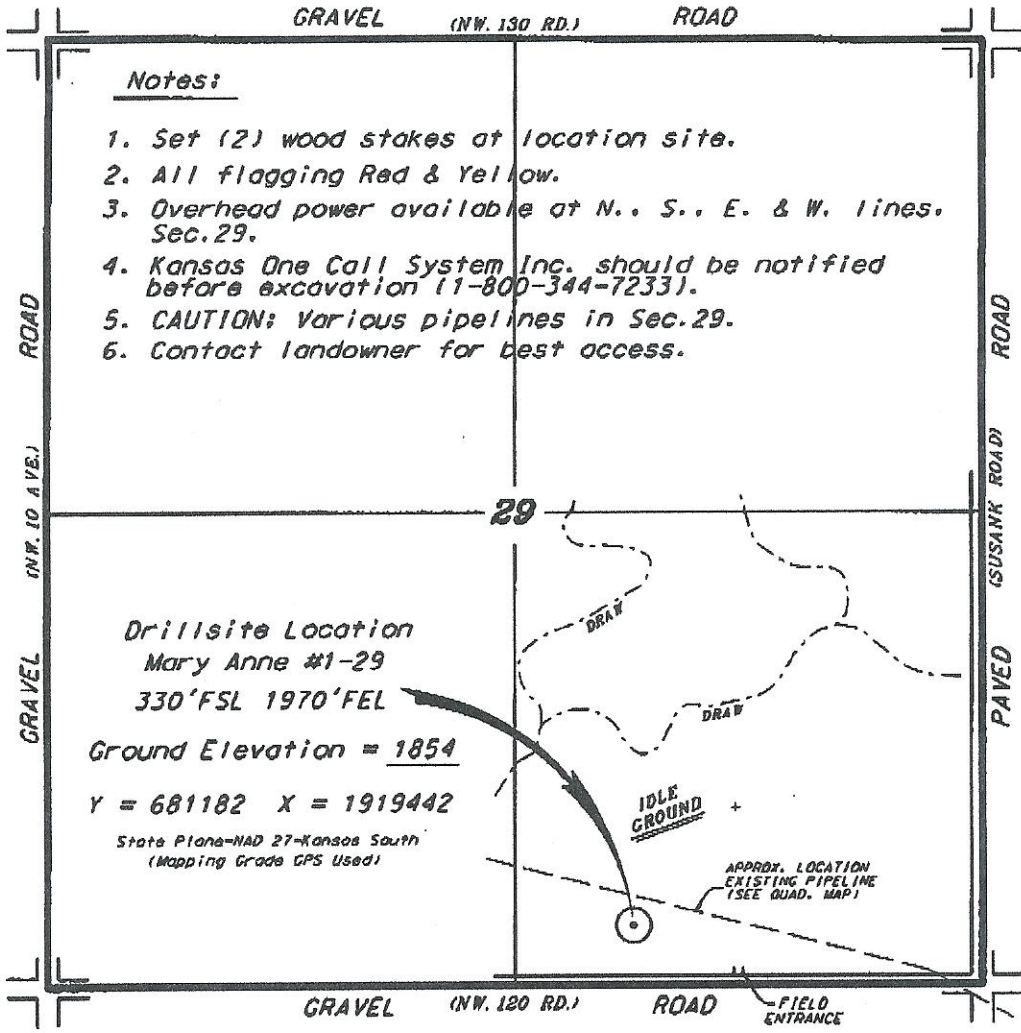 GRAVEL (NW. 130 RD.) ROAD
Notes:
1. Set (2) wood stakes at location site.
2. All flagging Red & Yellow.
3. Overhead power available at N., S., E. & W. lines.
Sec.29.
4. Kansas One Call System Inc. should be notified
before excavation (1-800-344-7233).
5. CAUTION: Various pipelines in Sec.29.
6. Contact landowner for best access.
GRAVEL (NW. 10 AVE.) ROAD
PAVED (SUSANK ROAD) ROAD
29
DRAW
DRAW
Drillsite Location
Mary Anne #1-29
330'FSL 1970'FEL
Ground Elevation = 1854
Y = 681182 X = 1919442
State Plane-NAD 27-Kansas South
(Mapping Grade GPS Used)
IDLE
GROUND
APPROX. LOCATION
EXISTING PIPELINE
(SEE QUAD. MAP)
GRAVEL (NW. 120 RD.) ROAD
FIELD
ENTRANCE